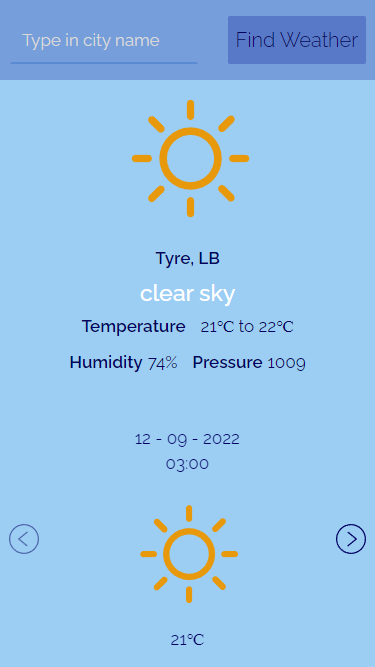 Type in city name
Find Weather
Tyre, LB
clear sky
Temperature 21°C to 22°C
Humidity 74% Pressure 1009
12 - 09 - 2022
03:00
21°C